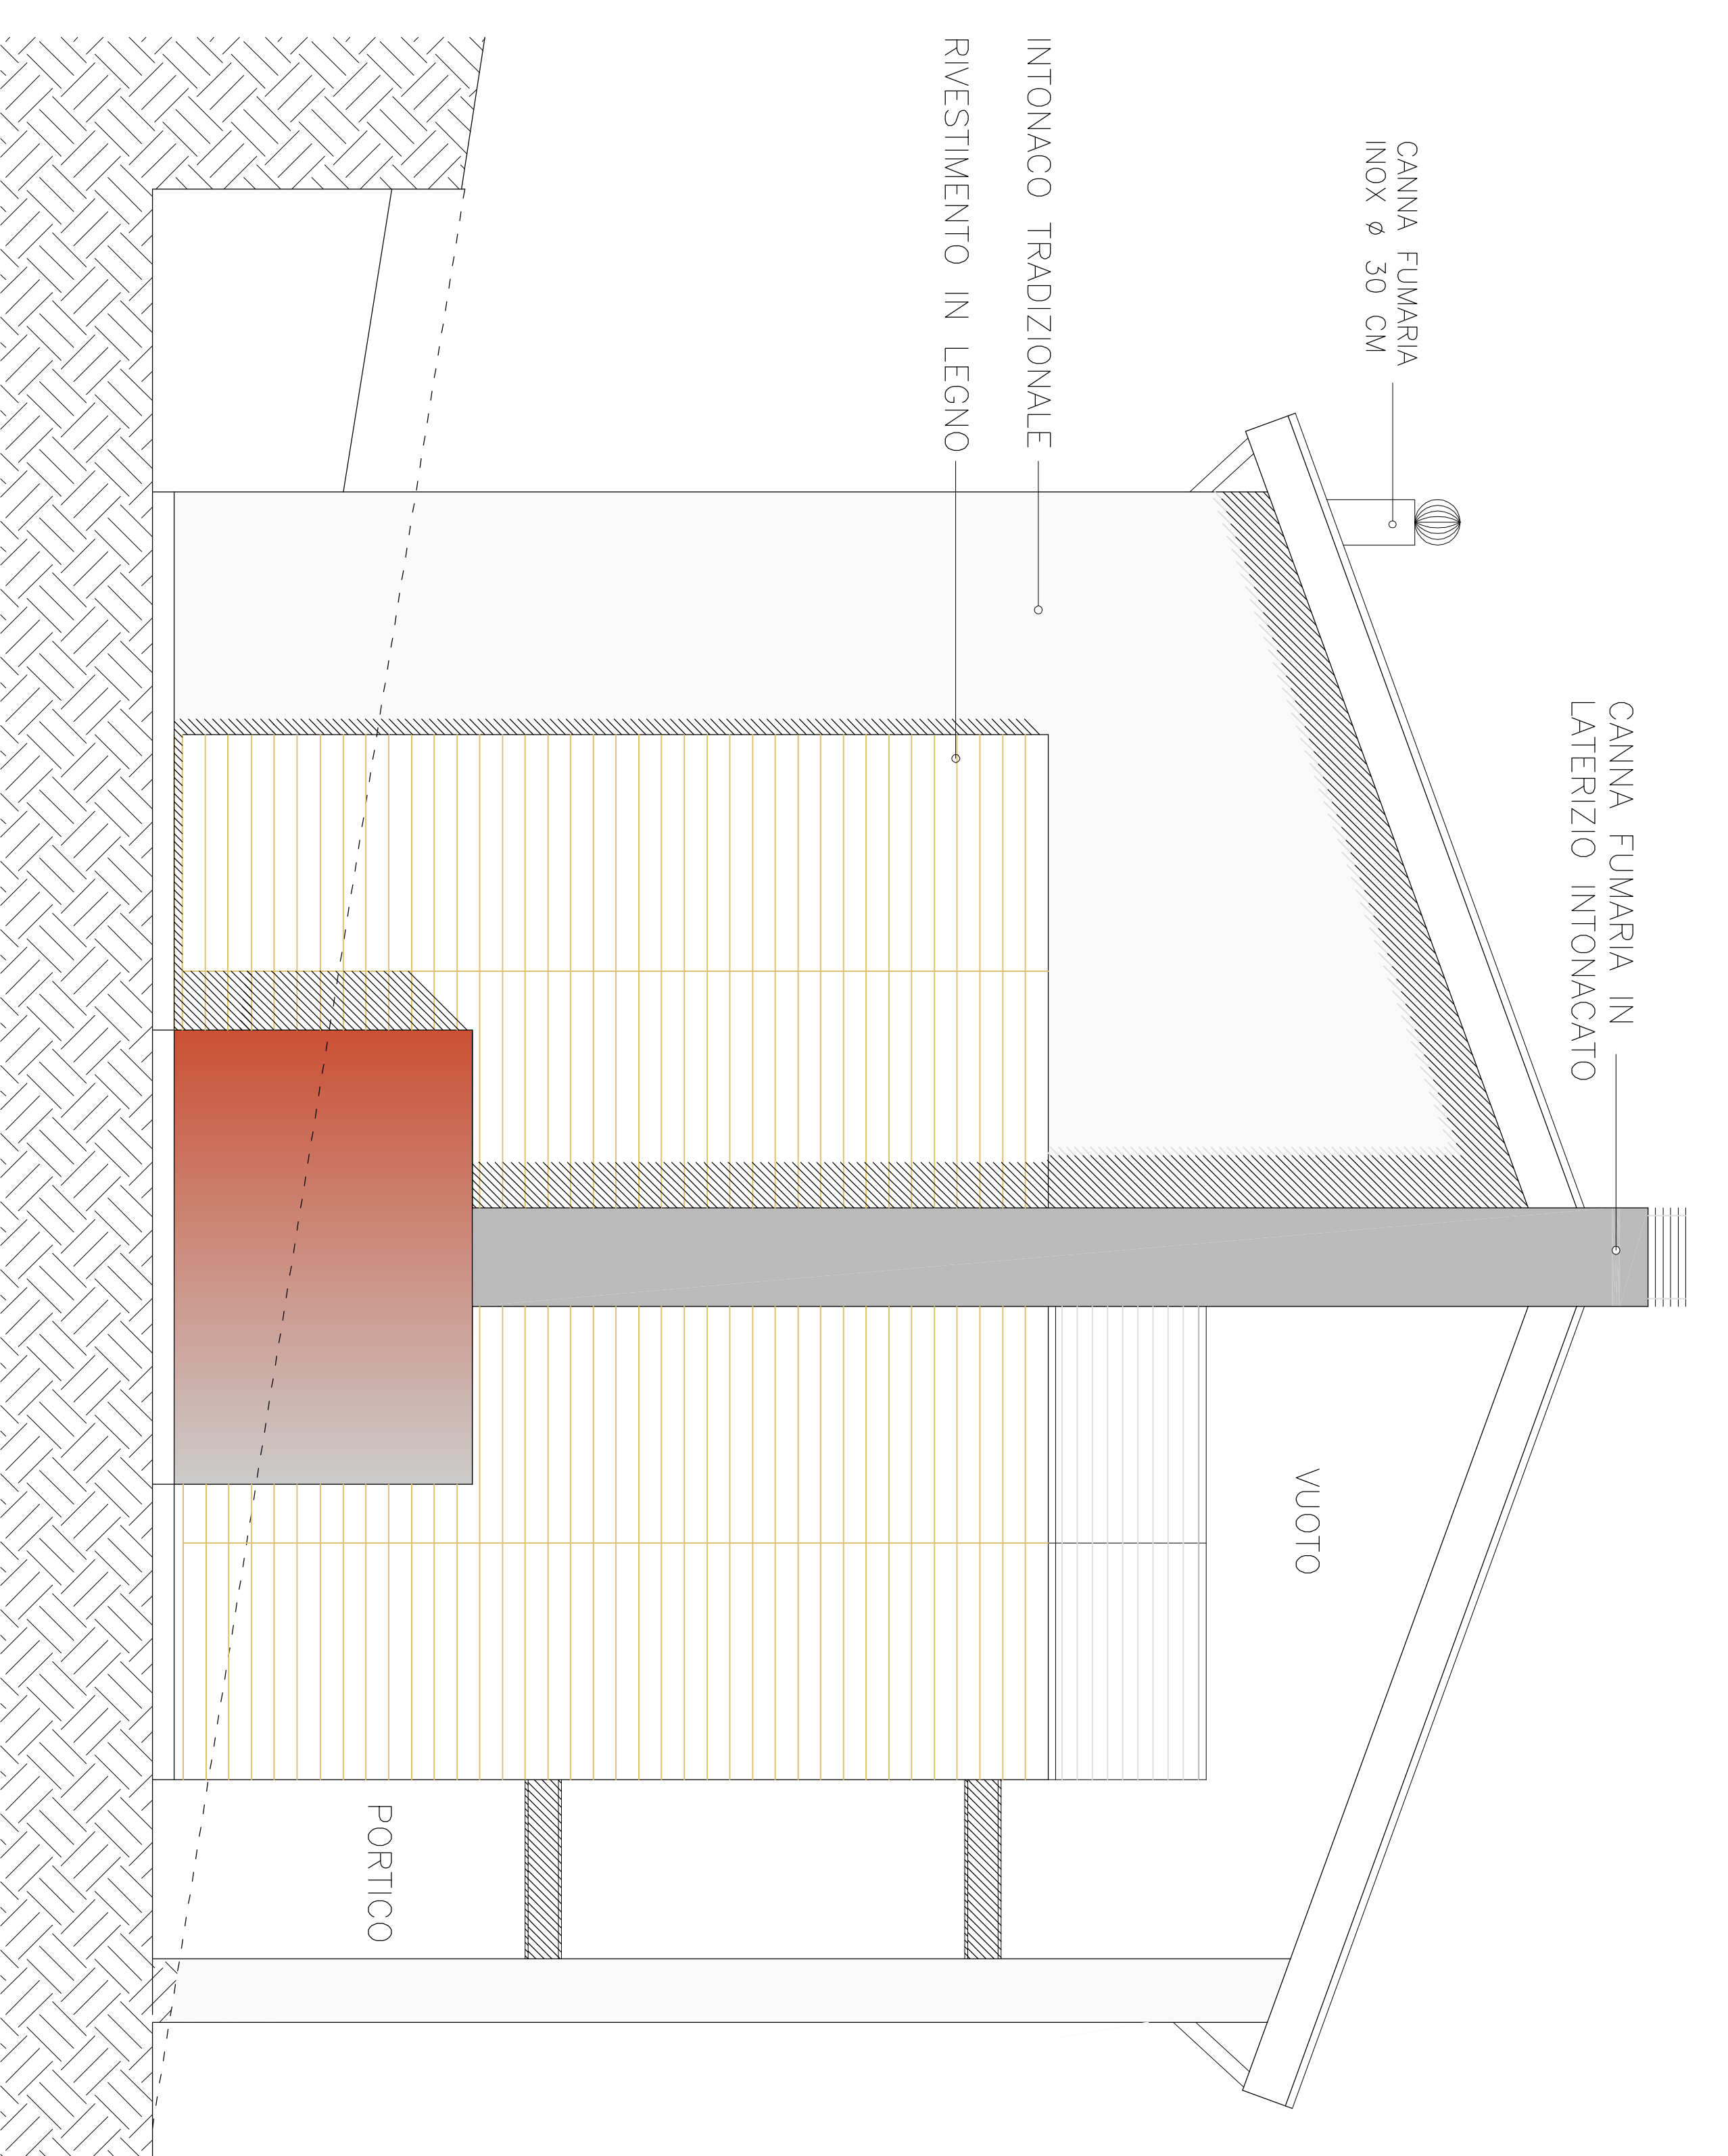 CANNA FUMARIA IN
LATERIZIO INTONACATO
CANNA FUMARIA
INOX ø 30 CM
VUOTO
INTONACO TRADIZIONALE
RIVESTIMENTO IN LEGNO
PORTICO